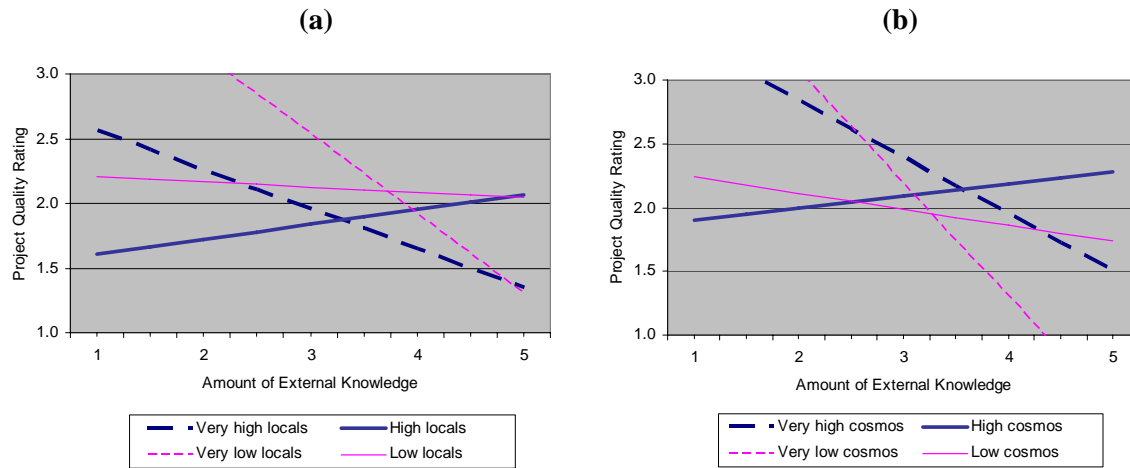 (a)
3.0
2.5
2.0
1.5
1.0
Project Quality Rating
1 2 3 4 5
Amount of External Knowledge
Very high locals High locals
Very low locals Low locals
(b)
3.0
2.5
2.0
1.5
1.0
Project Quality Rating
1 2 3 4 5
Amount of External Knowledge
Very high cosmos High cosmos
Very low cosmos Low cosmos